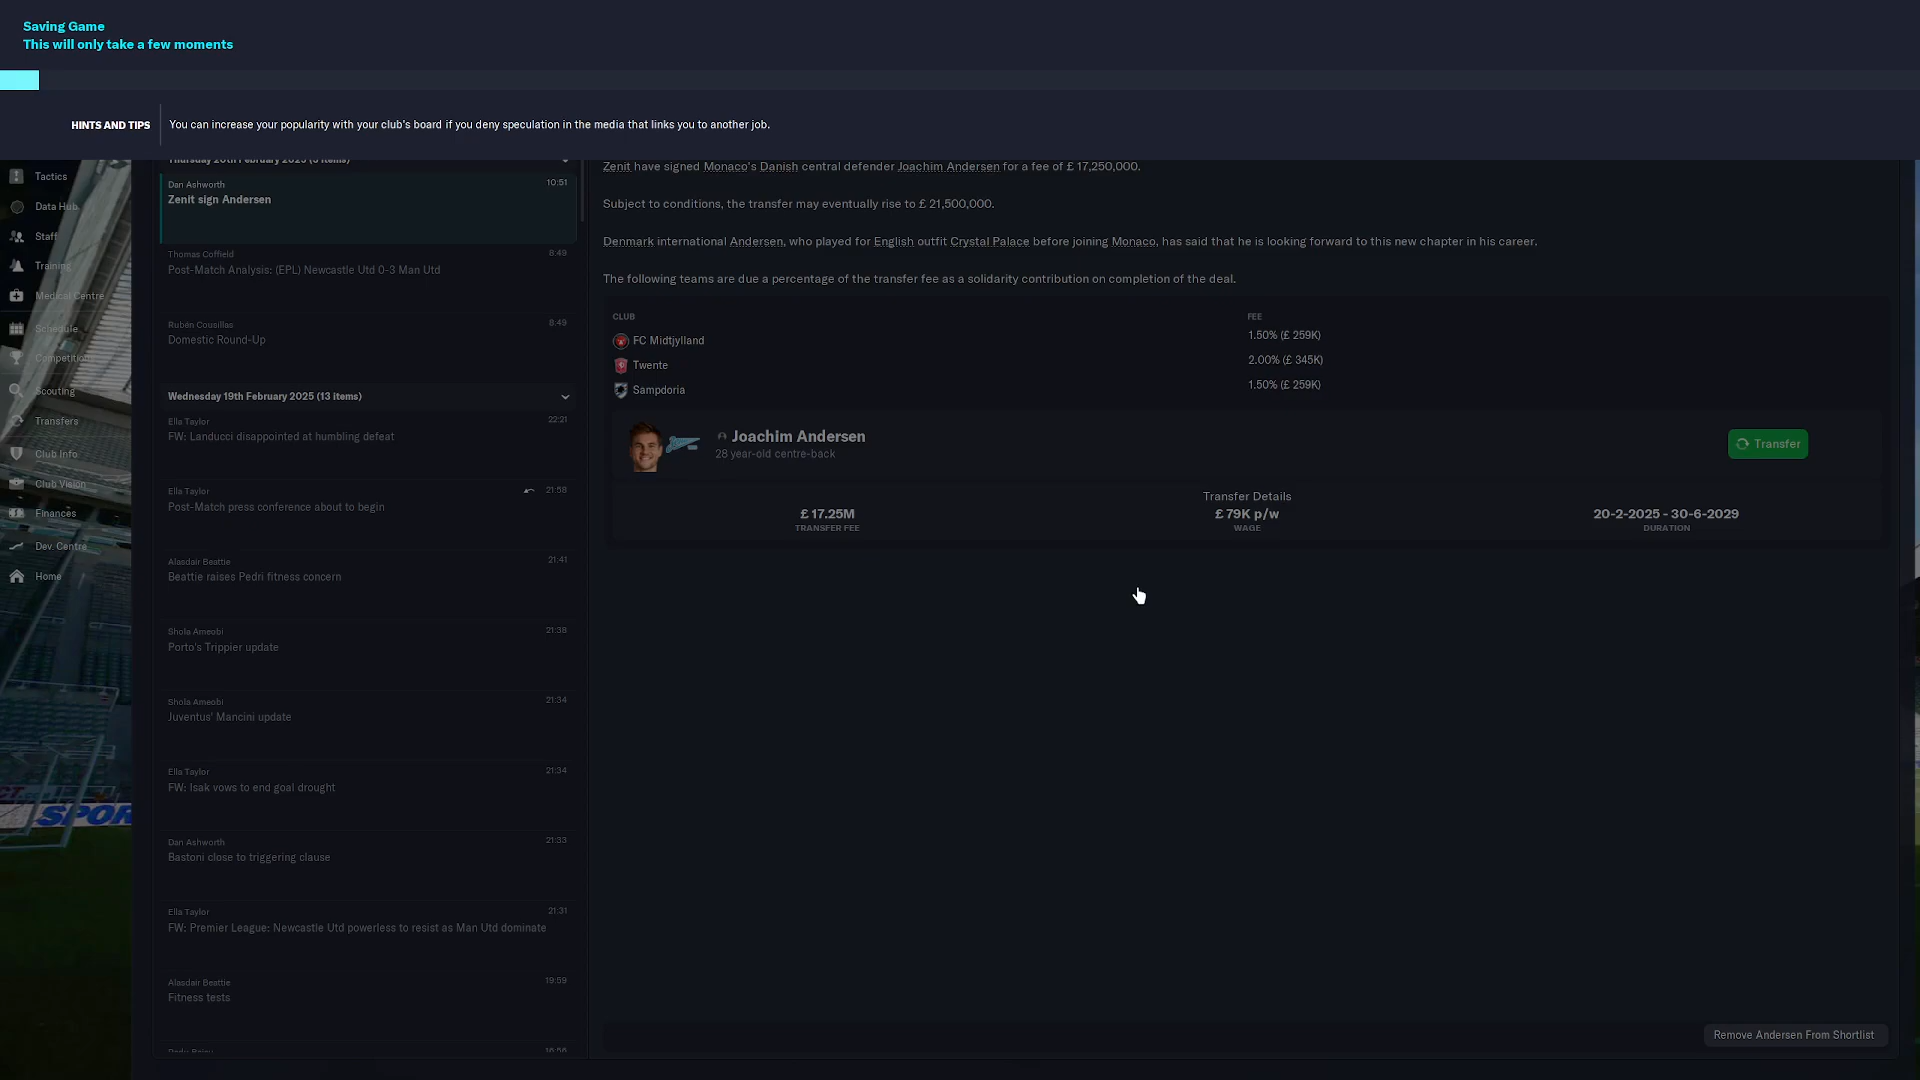 Saving Game
This will only take a few moments
HINTS AND TIPS
You can increase your popularity with your club's board if you deny speculation in the media that links you to another job.
Tactics
Data Hub
Staff
Training
Medical Centre
Schedule
Competitions
Scouting
Transfers
Club Info
Club Vision
Finances
Dev. Centre
Home
Thursday 20th February 2025 (3 items)
Dan Ashworth 10:51
Zenit sign Andersen
Thomas Coffield 8:49
Post-Match Analysis: (EPL) Newcastle Utd 0-3 Man Utd
Rubén Cousillas 8:49
Domestic Round-Up
Wednesday 19th February 2025 (13 items)
Ella Taylor 22:21
FW: Landucci disappointed at humbling defeat
Ella Taylor 21:58
Post-Match press conference about to begin
Alasdair Beattie 21:41
Beattie raises Pedri fitness concern
Shola Ameobi 21:38
Porto's Trippier update
Shola Ameobi 21:34
Juventus' Mancini update
Ella Taylor 21:34
FW: Isak vows to end goal drought
Dan Ashworth 21:33
Bastoni close to triggering clause
Ella Taylor 21:31
FW: Premier League: Newcastle Utd powerless to resist as Man Utd dominate
Alasdair Beattie 19:59
Fitness tests
Zenit have signed Monaco's Danish central defender Joachim Andersen for a fee of £ 17,250,000.
Subject to conditions, the transfer may eventually rise to £ 21,500,000.
Denmark international Andersen, who played for English outfit Crystal Palace before joining Monaco, has said that he is looking forward to this new chapter in his career.
The following teams are due a percentage of the transfer fee as a solidarity contribution on completion of the deal.
CLUB FEE
FC Midtjylland 1.50% (£ 259K)
Twente 2.00% (£ 345K)
Sampdoria 1.50% (£ 259K)
Joachim Andersen
28 year-old centre-back
Transfer
Transfer Details
£ 17.25M £ 79K p/w 20-2-2025 - 30-6-2029
TRANSFER FEE WAGE DURATION
Remove Andersen From Shortlist
SPOR